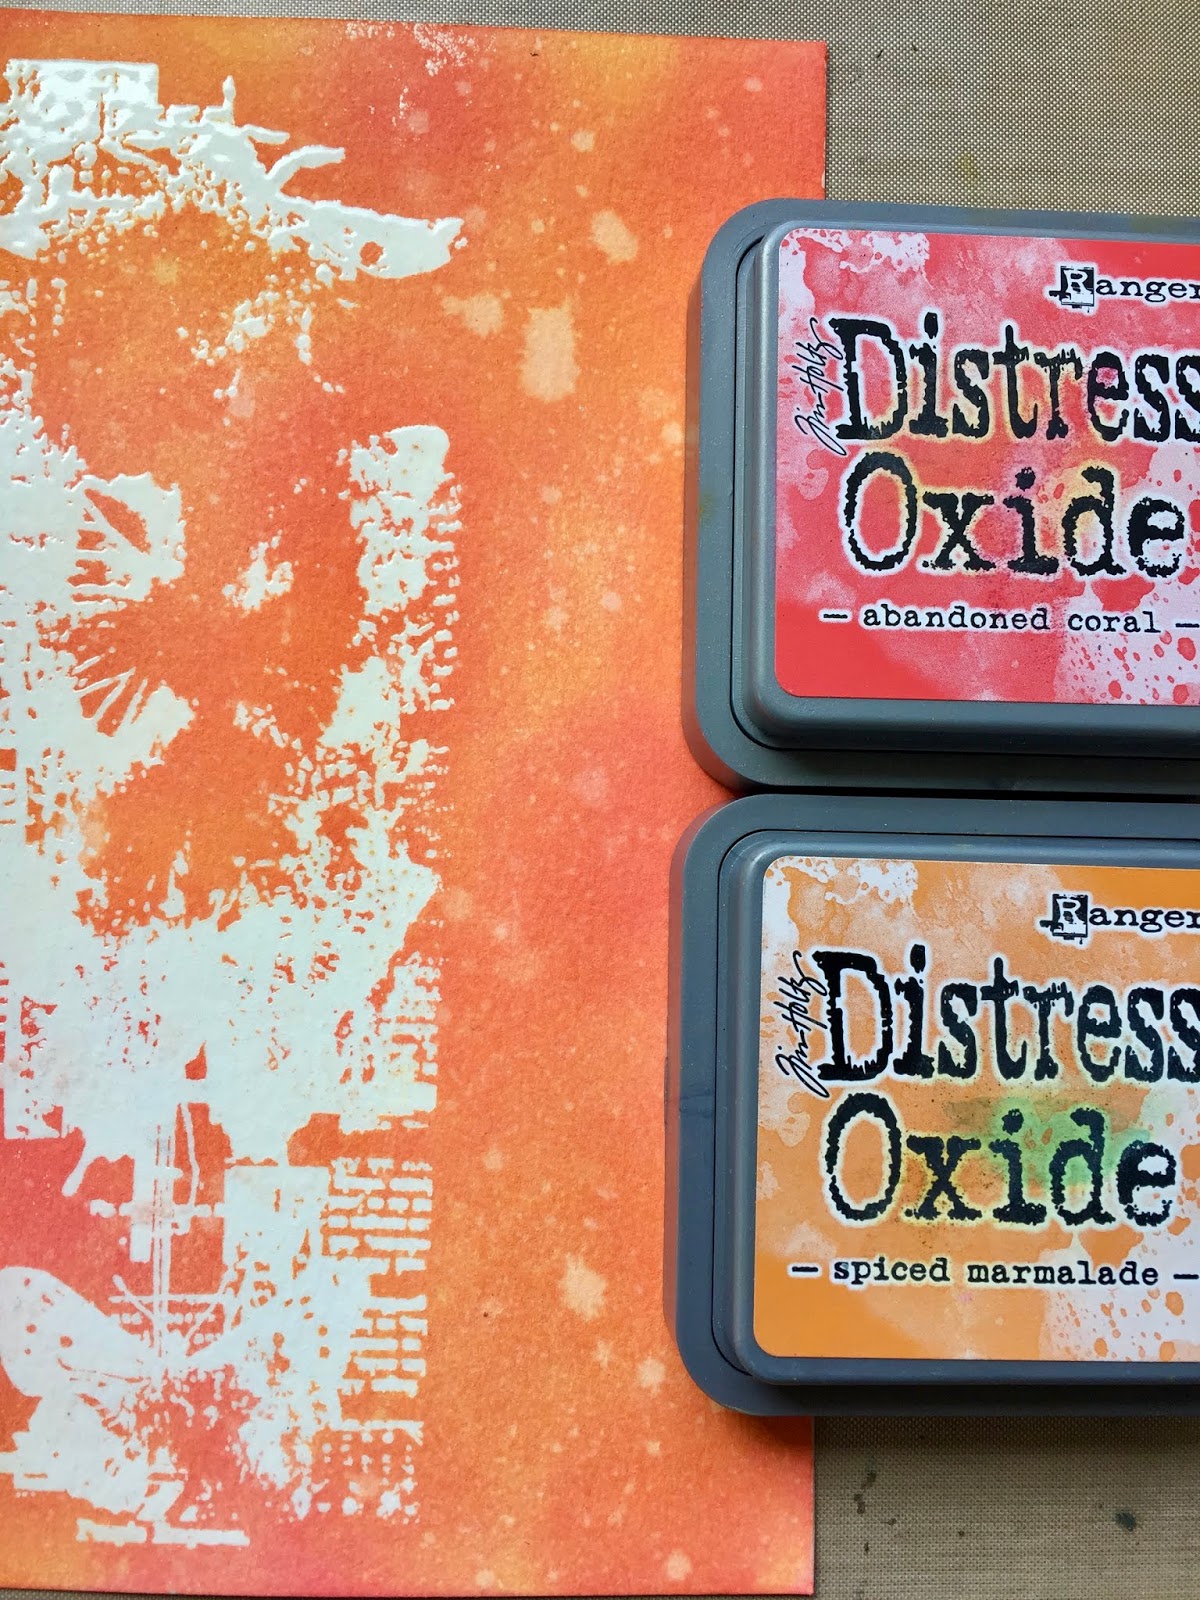 Ranger
Tim Holtz
Distress
Oxide
— abandoned coral —
Ranger
Tim Holtz
Distress
Oxide
— spiced marmalade —